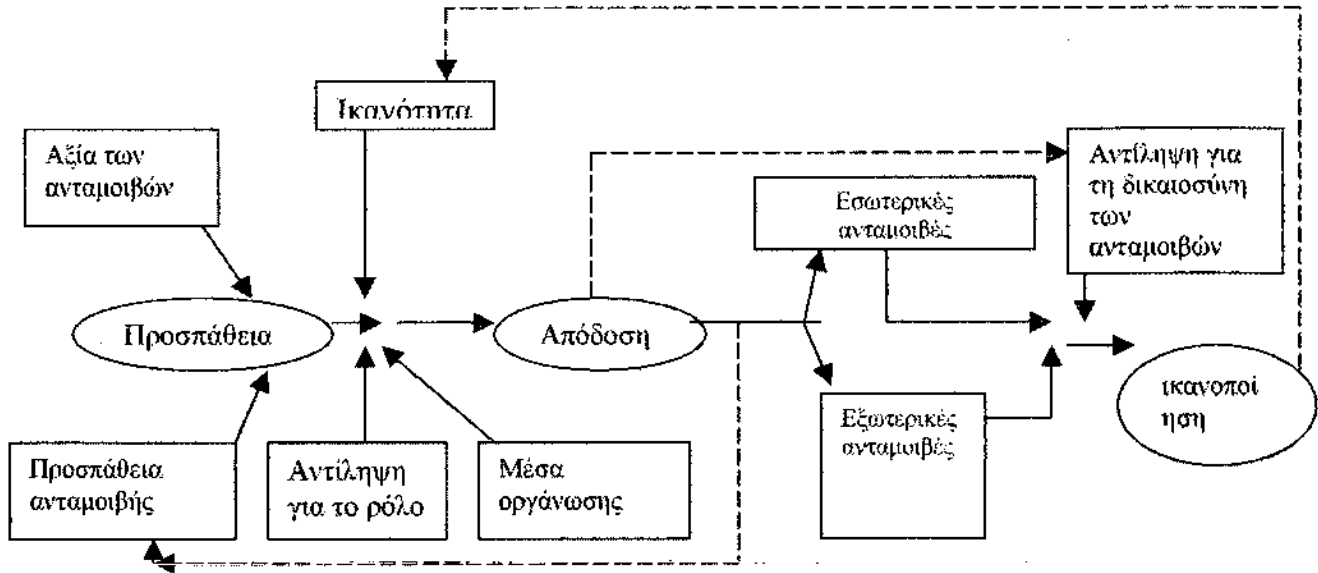 Ικανότητα
Αξία των
ανταμοιβών
Αντίληψη για
τη δικαιοσύνη
των
ανταμοιβών
Εσωτερικές
ανταμοιβές
Προσπάθεια
Απόδοση
ικανοποί
ηση
Εξωτερικές
ανταμοιβές
Προσπάθεια
ανταμοιβής
Αντίληψη
για το ρόλο
Μέσα
οργάνωσης